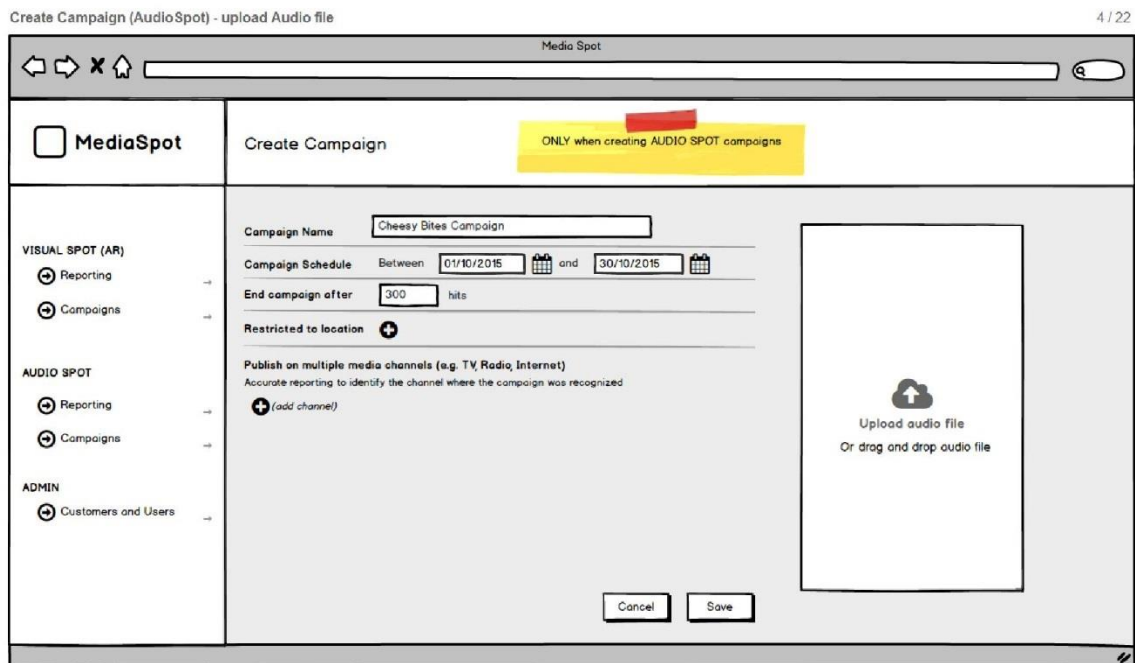 Create Campaign (AudioSpot) - upload Audio file
4 / 22
Media Spot
MediaSpot
Create Campaign
ONLY when creating AUDIO SPOT campaigns
VISUAL SPOT (AR)
Reporting
Campaigns
AUDIO SPOT
Reporting
Campaigns
ADMIN
Customers and Users
Campaign Name Cheesy Bites Campaign
Campaign Schedule Between 01/10/2015 and 30/10/2015
End campaign after 300 hits
Restricted to location
Publish on multiple media channels (e.g. TV, Radio, Internet)
Accurate reporting to identify the channel where the campaign was recognized
(add channel)
Upload audio file
Or drag and drop audio file
Cancel Save